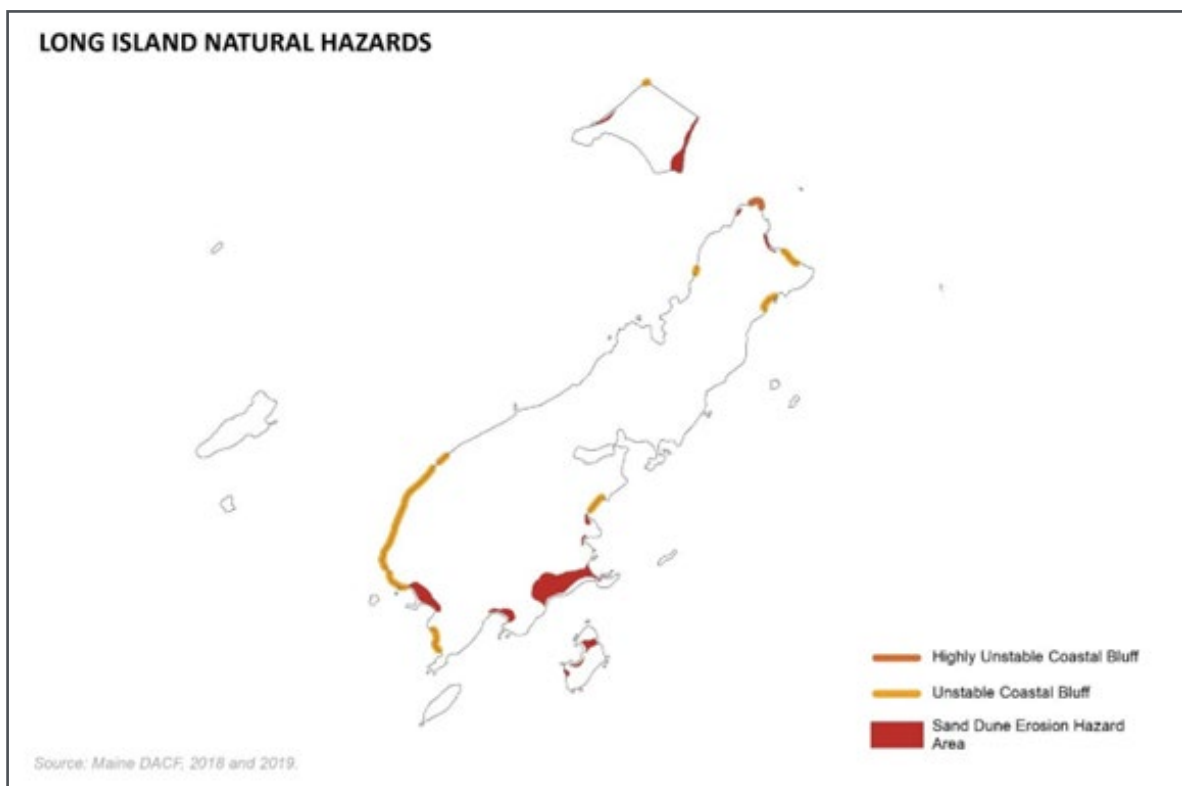 LONG ISLAND NATURAL HAZARDS
Highly Unstable Coastal Bluff
Unstable Coastal Bluff
Sand Dune Erosion Hazard
Area
Source: Maine DACF, 2018 and 2019.